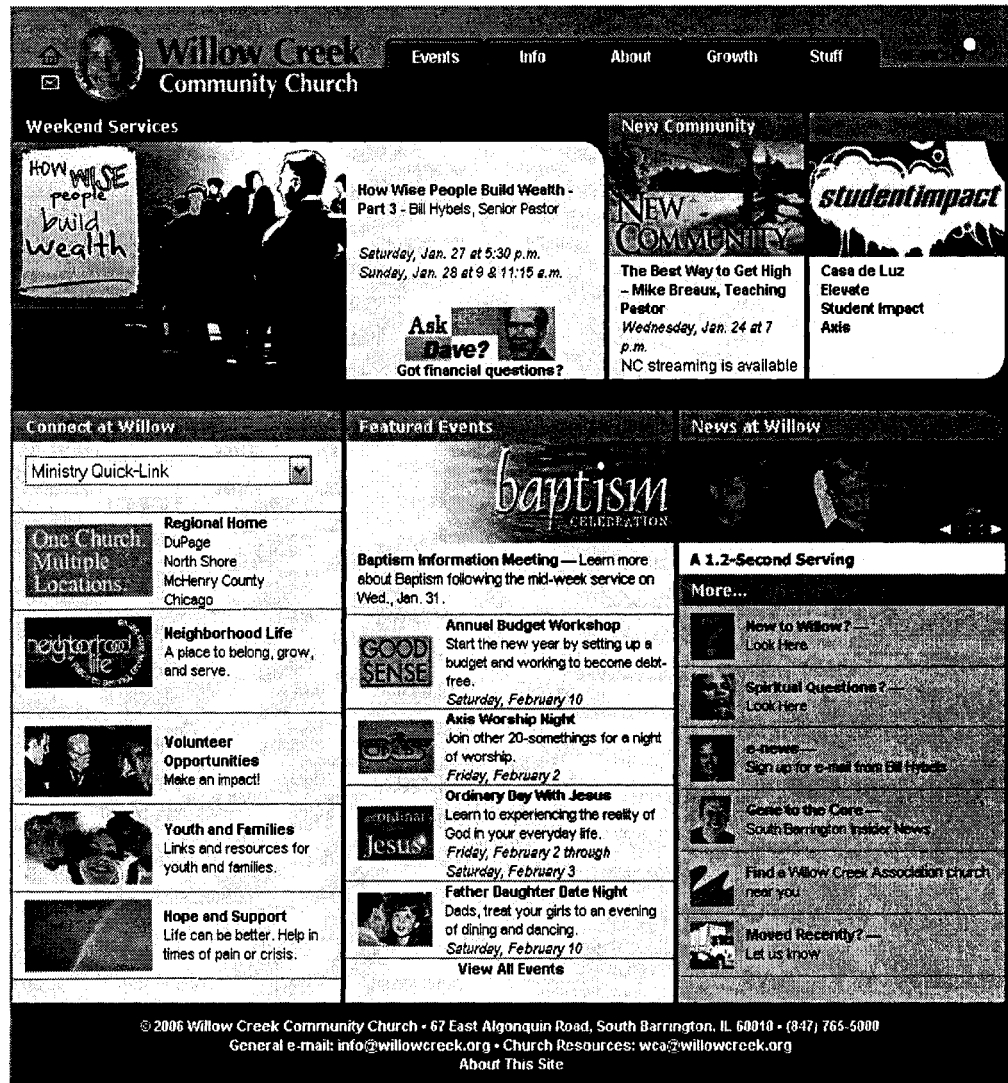 Willow Creek
Community Church
Events
Info
About
Growth
Stuff
Weekend Services
How WISE
people
build
wealth
How Wise People Build Wealth -
Part 3 - Bill Hybels, Senior Pastor
Saturday, Jan. 27 at 5:30 p.m.
Sunday, Jan. 28 at 9 & 11:15 a.m.
Ask
Dave?
Got financial questions?
New Community
NEW
COMMUNITY
The Best Way to Get High
– Mike Breaux, Teaching
Pastor
Wednesday, Jan. 24 at 7
p.m.
NC streaming is available
studentimpact
Casa de Luz
Elevate
Student Impact
Axis
Connect at Willow
Ministry Quick-Link
One Church
Multiple
Locations.
Regional Home
DuPage
North Shore
McHenry County
Chicago
neighborhood
life
Neighborhood Life
A place to belong, grow,
and serve.
Volunteer
Opportunities
Make an impact!
Youth and Families
Links and resources for
youth and families.
Hope and Support
Life can be better. Help in
times of pain or crisis.
Featured Events
baptism
CELEBRATION
Baptism Information Meeting — Learn more
about Baptism following the mid-week service on
Wed., Jan. 31.
GOOD
SENSE
Annual Budget Workshop
Start the new year by setting up a
budget and working to become debt-
free.
Saturday, February 10
Axis Worship Night
Join other 20-somethings for a night
of worship.
Friday, February 2
Jesus
Ordinary Day With Jesus
Learn to experiencing the reality of
God in your everyday life.
Friday, February 2 through
Saturday, February 3
Father Daughter Date Night
Dads, treat your girls to an evening
of dining and dancing.
Saturday, February 10
View All Events
News at Willow
A 1.2-Second Serving
More...
New to Willow? —
Look Here
Spiritual Questions? —
Look Here
e-news —
Sign up for e-mail from Bill Hybels
Gene to the Core —
South Barrington Insider News
Find a Willow Creek Association church
near you
Moved Recently? —
Let us know
© 2006 Willow Creek Community Church • 67 East Algonquin Road, South Barrington, IL 60010 • (847) 765-5000
General e-mail: info@willowcreek.org • Church Resources: wca@willowcreek.org
About This Site